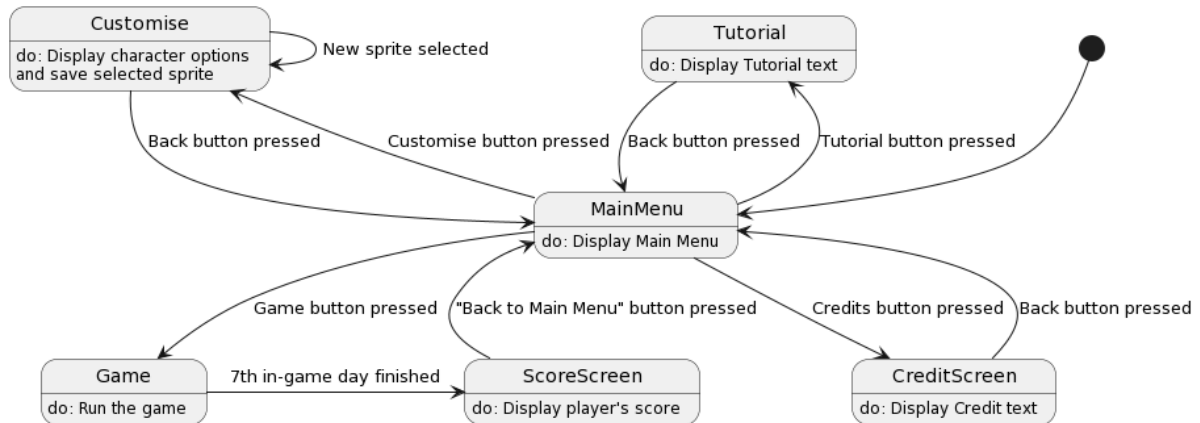 Customise
do: Display character options
and save selected sprite
New sprite selected
Tutorial
do: Display Tutorial text
Back button pressed
Customise button pressed
Back button pressed
Tutorial button pressed
MainMenu
do: Display Main Menu
Game button pressed
"Back to Main Menu" button pressed
Credits button pressed
Back button pressed
Game
do: Run the game
7th in-game day finished
ScoreScreen
do: Display player's score
CreditScreen
do: Display Credit text